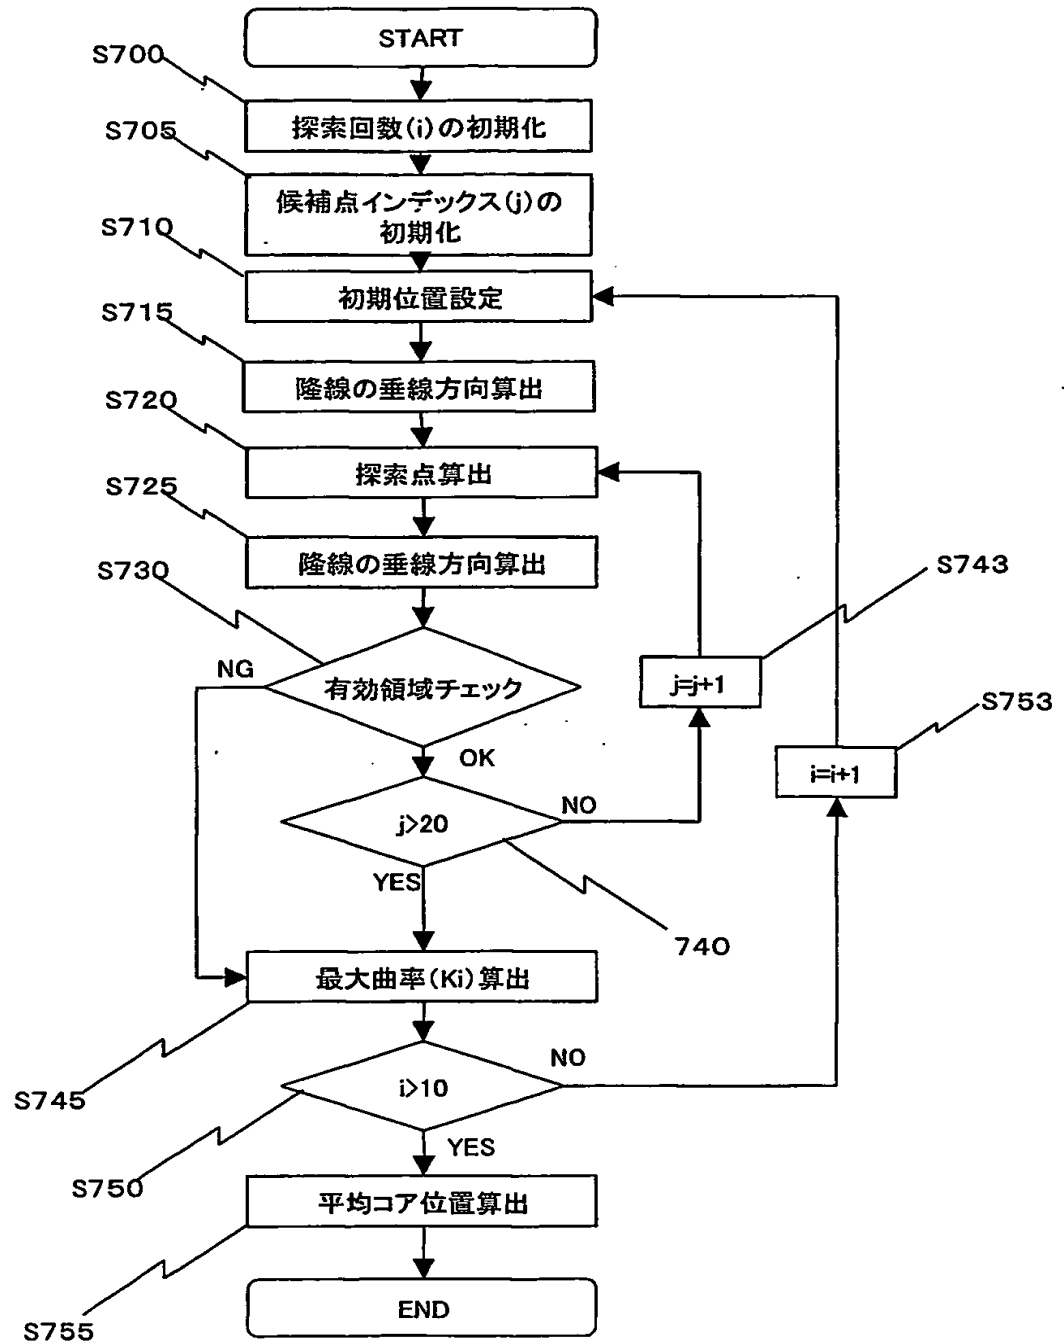 START
S700
探索回数(i)の初期化
S705
候補点インデックス(j)の
初期化
S710
初期位置設定
S715
隆線の垂線方向算出
S720
探索点算出
S725
隆線の垂線方向算出
S730
NG
有効領域チェック
OK
j=j+1
S743
i=i+1
S753
j>20
NO
YES
740
最大曲率(Ki)算出
S745
i>10
NO
YES
S750
平均コア位置算出
S755
END